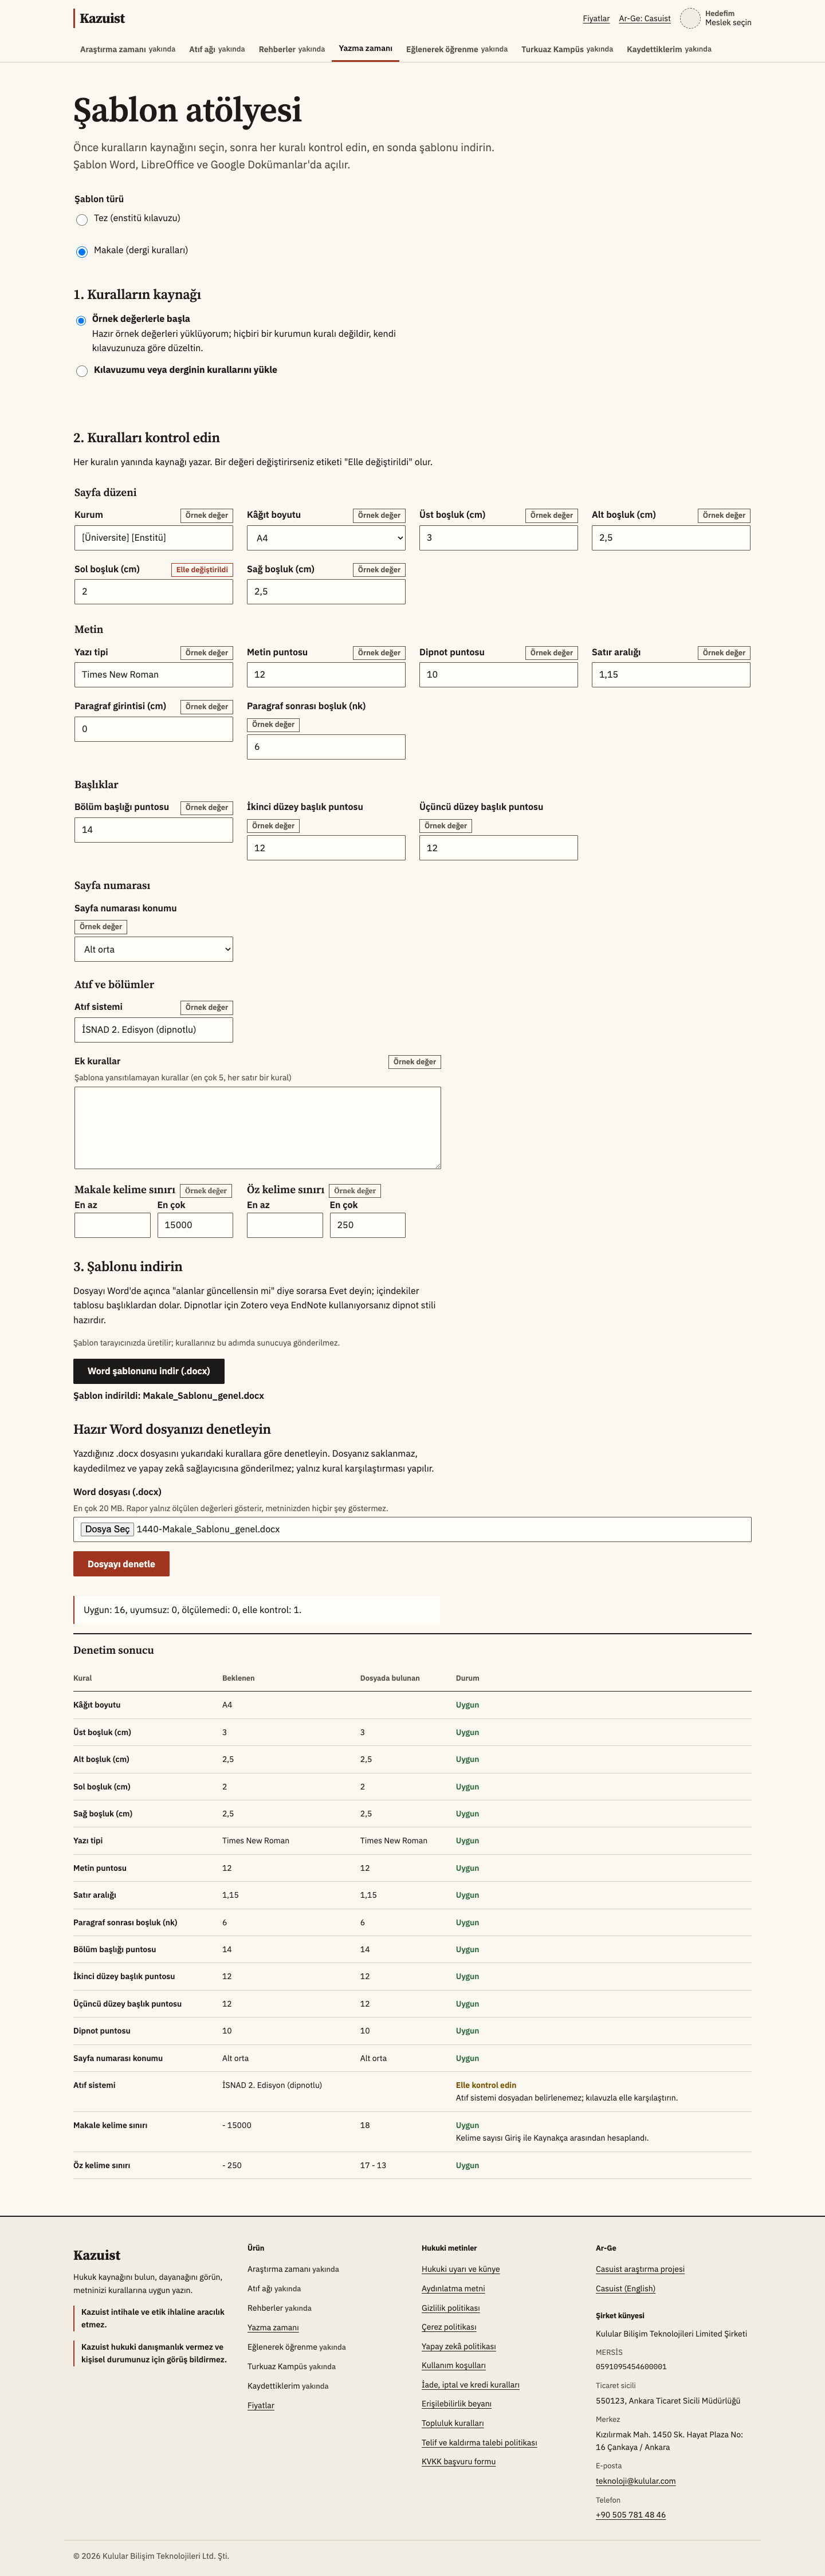 Kazuist
Fiyatlar
Ar-Ge: Casuist
Hedefim
Meslek seçin
Araştırma zamanı yakında
Atıf ağı yakında
Rehberler yakında
Yazma zamanı
Eğlenerek öğrenme yakında
Turkuaz Kampüs yakında
Kaydettiklerim yakında
Şablon atölyesi
Önce kuralların kaynağını seçin, sonra her kuralı kontrol edin, en sonda şablonu indirin.
Şablon Word, LibreOffice ve Google Dokümanlar'da açılır.
Şablon türü
Tez (enstitü kılavuzu)
Makale (dergi kuralları)
1. Kuralların kaynağı
Örnek değerlerle başla
Hazır örnek değerleri yüklüyorum; hiçbiri bir kurumun kuralı değildir, kendi
kılavuzunuza göre düzeltin.
Kılavuzumu veya derginin kurallarını yükle
2. Kuralları kontrol edin
Her kuralın yanında kaynağı yazar. Bir değeri değiştirirseniz etiketi "Elle değiştirildi" olur.
Sayfa düzeni
Kurum Örnek değer Kâğıt boyutu Örnek değer Üst boşluk (cm) Örnek değer Alt boşluk (cm) Örnek değer
[Üniversite] [Enstitü] A4 3 2,5
Sol boşluk (cm) Elle değiştirildi Sağ boşluk (cm) Örnek değer
2 2,5
Metin
Yazı tipi Örnek değer Metin puntosu Örnek değer Dipnot puntosu Örnek değer Satır aralığı Örnek değer
Times New Roman 12 10 1,15
Paragraf girintisi (cm) Örnek değer Paragraf sonrası boşluk (nk)
Örnek değer
0 6
Başlıklar
Bölüm başlığı puntosu Örnek değer İkinci düzey başlık puntosu Üçüncü düzey başlık puntosu
Örnek değer Örnek değer
14 12 12
Sayfa numarası
Sayfa numarası konumu
Örnek değer
Alt orta
Atıf ve bölümler
Atıf sistemi Örnek değer
İSNAD 2. Edisyon (dipnotlu)
Ek kurallar Örnek değer
Şablona yansıtılamayan kurallar (en çok 5, her satır bir kural)
Makale kelime sınırı Örnek değer Öz kelime sınırı Örnek değer
En az En çok En az En çok
15000 250
3. Şablonu indirin
Dosyayı Word'de açınca "alanlar güncellensin mi" diye sorarsa Evet deyin; içindekiler
tablosu başlıklardan dolar. Dipnotlar için Zotero veya EndNote kullanıyorsanız dipnot stili
hazırdır.
Şablon tarayıcınızda üretilir; kurallarınız bu adımda sunucuya gönderilmez.
Word şablonunu indir (.docx)
Şablon indirildi: Makale_Sablonu_genel.docx
Hazır Word dosyanızı denetleyin
Yazdığınız .docx dosyasını yukarıdaki kurallara göre denetleyin. Dosyanız saklanmaz,
kaydedilmez ve yapay zekâ sağlayıcısına gönderilmez; yalnız kural karşılaştırması yapılır.
Word dosyası (.docx)
En çok 20 MB. Rapor yalnız ölçülen değerleri gösterir, metninizden hiçbir şey göstermez.
Dosya Seç 1440-Makale_Sablonu_genel.docx
Dosyayı denetle
Uygun: 16, uyumsuz: 0, ölçülemedi: 0, elle kontrol: 1.
Denetim sonucu
Kural Beklenen Dosyada bulunan Durum
Kâğıt boyutu A4 Uygun
Üst boşluk (cm) 3 3 Uygun
Alt boşluk (cm) 2,5 2,5 Uygun
Sol boşluk (cm) 2 2 Uygun
Sağ boşluk (cm) 2,5 2,5 Uygun
Yazı tipi Times New Roman Times New Roman Uygun
Metin puntosu 12 12 Uygun
Satır aralığı 1,15 1,15 Uygun
Paragraf sonrası boşluk (nk) 6 6 Uygun
Bölüm başlığı puntosu 14 14 Uygun
İkinci düzey başlık puntosu 12 12 Uygun
Üçüncü düzey başlık puntosu 12 12 Uygun
Dipnot puntosu 10 10 Uygun
Sayfa numarası konumu Alt orta Alt orta Uygun
Atıf sistemi İSNAD 2. Edisyon (dipnotlu) Elle kontrol edin
Atıf sistemi dosyadan belirlenemez; kılavuzla elle karşılaştırın.
Makale kelime sınırı - 15000 18 Uygun
Kelime sayısı Giriş ile Kaynakça arasından hesaplandı.
Öz kelime sınırı - 250 17 - 13 Uygun
Kazuist
Hukuk kaynağını bulun, dayanağını görün,
metninizi kurallarına uygun yazın.
Kazuist intihale ve etik ihlaline aracılık
etmez.
Kazuist hukuki danışmanlık vermez ve
kişisel durumunuz için görüş bildirmez.
Ürün
Araştırma zamanı yakında
Atıf ağı yakında
Rehberler yakında
Yazma zamanı
Eğlenerek öğrenme yakında
Turkuaz Kampüs yakında
Kaydettiklerim yakında
Fiyatlar
Hukuki metinler
Hukuki uyarı ve künye
Aydınlatma metni
Gizlilik politikası
Çerez politikası
Yapay zekâ politikası
Kullanım koşulları
İade, iptal ve kredi kuralları
Erişilebilirlik beyanı
Topluluk kuralları
Telif ve kaldırma talebi politikası
KVKK başvuru formu
Ar-Ge
Casuist araştırma projesi
Casuist (English)
Şirket künyesi
Kulular Bilişim Teknolojileri Limited Şirketi
MERSİS
0591095454600001
Ticaret sicili
550123, Ankara Ticaret Sicili Müdürlüğü
Merkez
Kızılırmak Mah. 1450 Sk. Hayat Plaza No:
16 Çankaya / Ankara
E-posta
teknoloji@kulular.com
Telefon
+90 505 781 48 46
© 2026 Kulular Bilişim Teknolojileri Ltd. Şti.